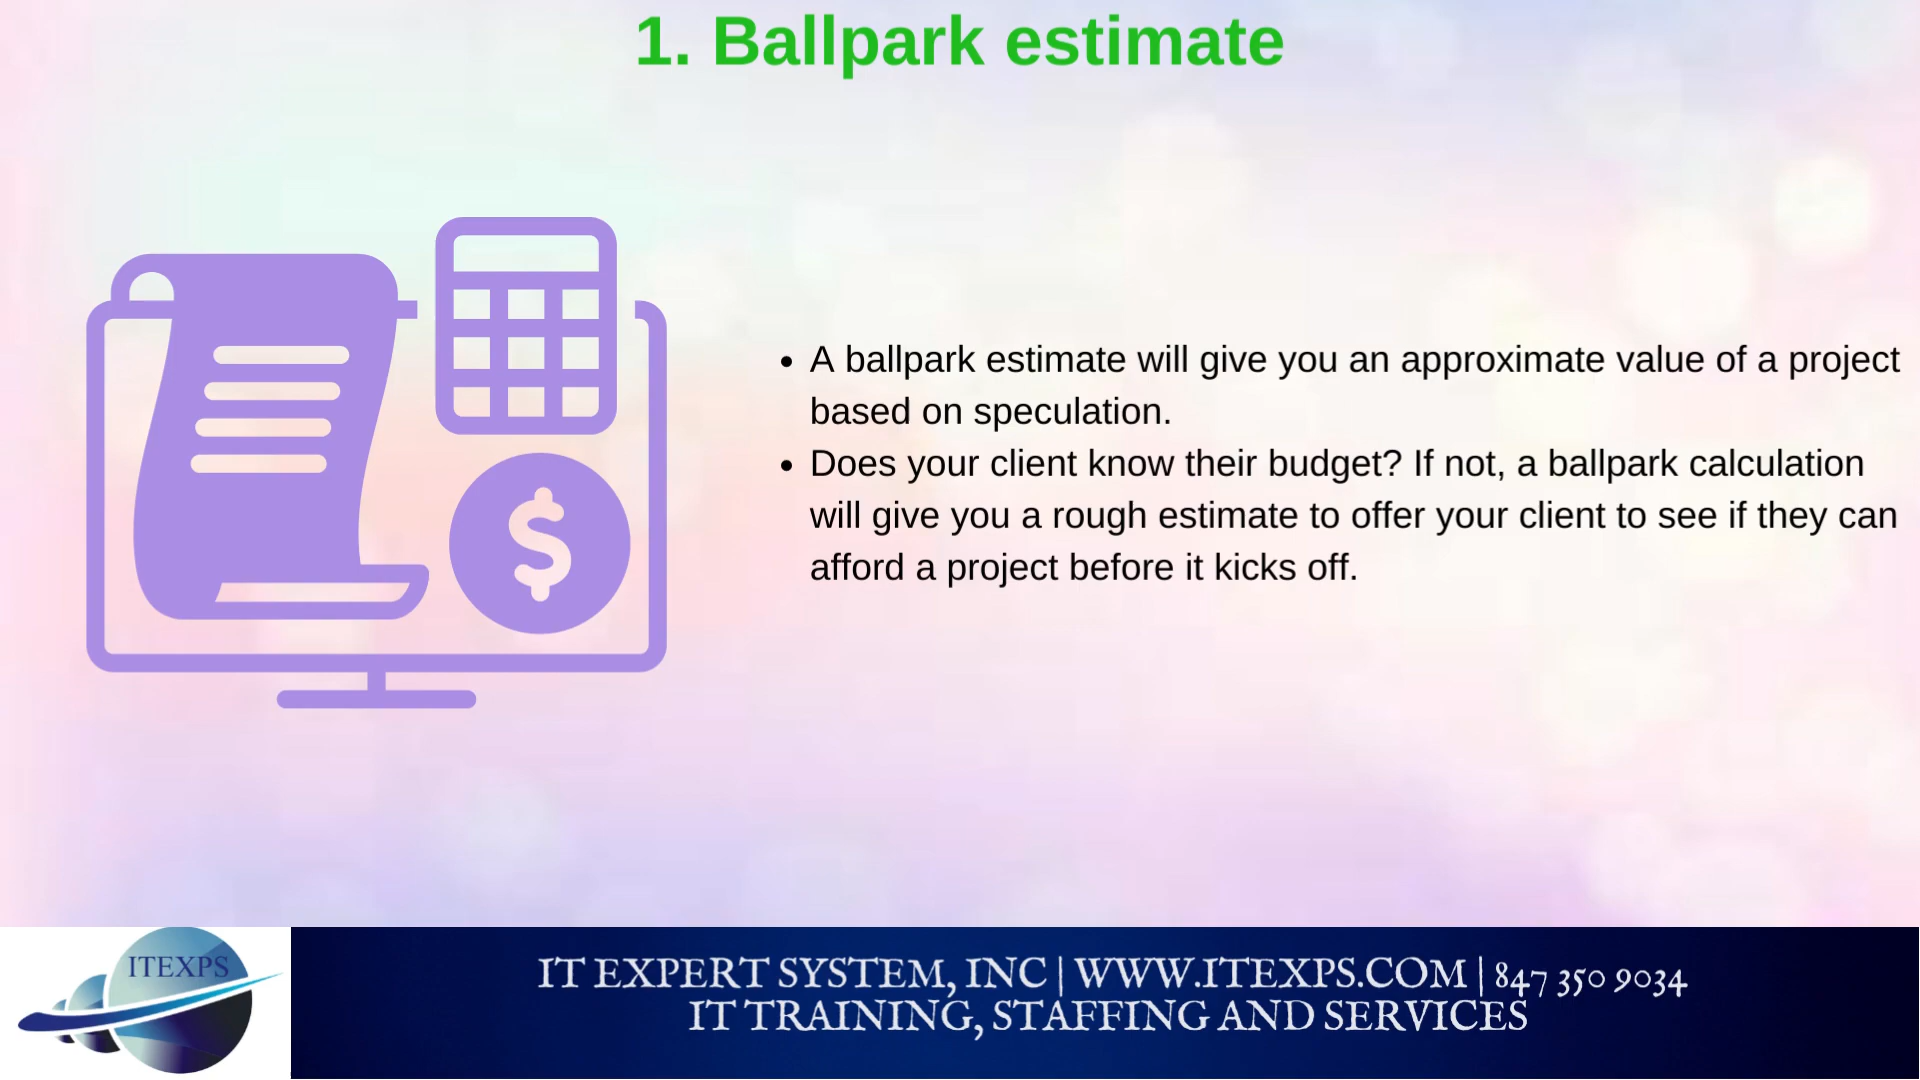 1. Ballpark estimate
• A ballpark estimate will give you an approximate value of a project
based on speculation.
• Does your client know their budget? If not, a ballpark calculation
will give you a rough estimate to offer your client to see if they can
afford a project before it kicks off.
$
ITEXPS
IT EXPERT SYSTEM, INC | WWW.ITEXPS.COM | 847 350 9034
IT TRAINING, STAFFING AND SERVICES